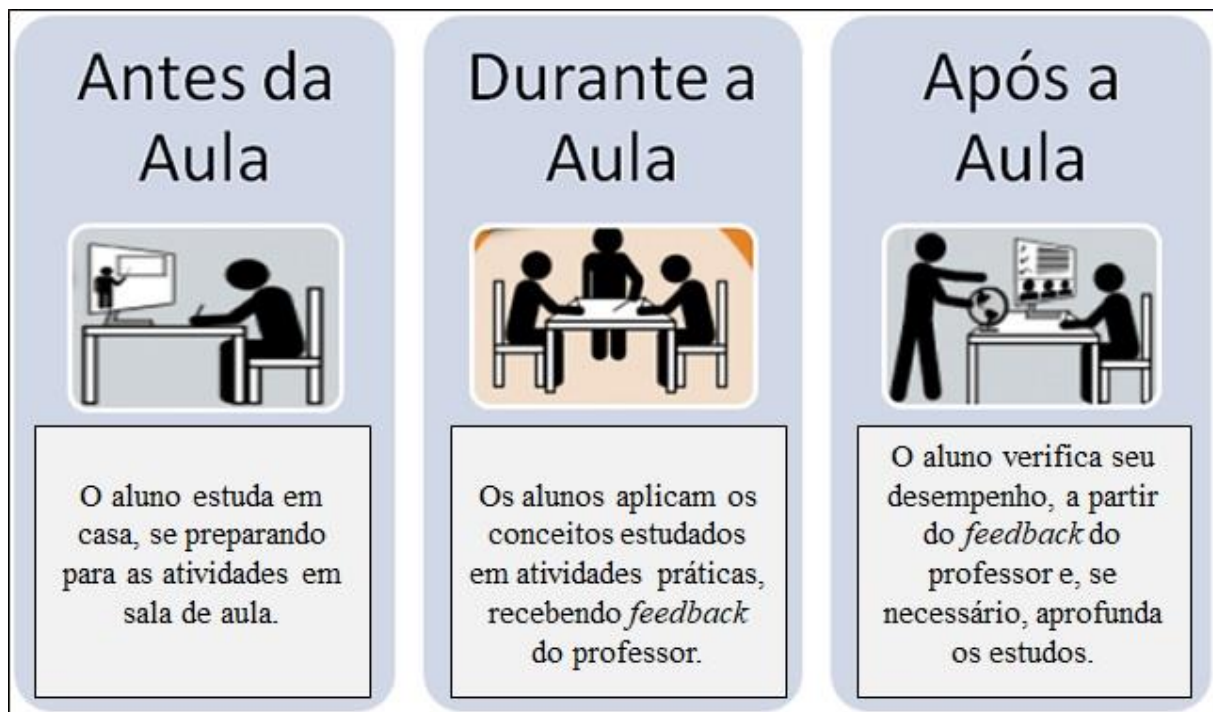 Antes da
Aula
O aluno estuda em
casa, se preparando
para as atividades em
sala de aula.
Durante a
Aula
Os alunos aplicam os
conceitos estudados
em atividades práticas,
recebendo feedback
do professor.
Após a
Aula
O aluno verifica seu
desempenho, a partir
do feedback do
professor e, se
necessário, aprofunda
os estudos.